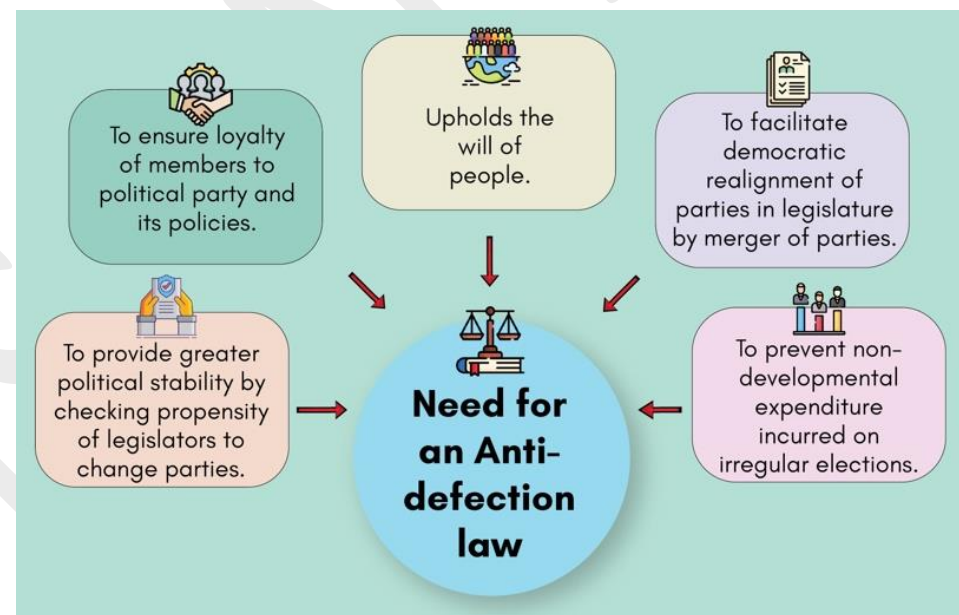 To ensure loyalty
of members to
political party and
its policies.
Upholds the
will of
people.
To facilitate
democratic
realignment of
parties in legislature
by merger of parties.
To provide greater
political stability by
checking propensity
of legislators to
change parties.
Need for
an Anti-
defection
law
To prevent non-
developmental
expenditure
incurred on
irregular elections.